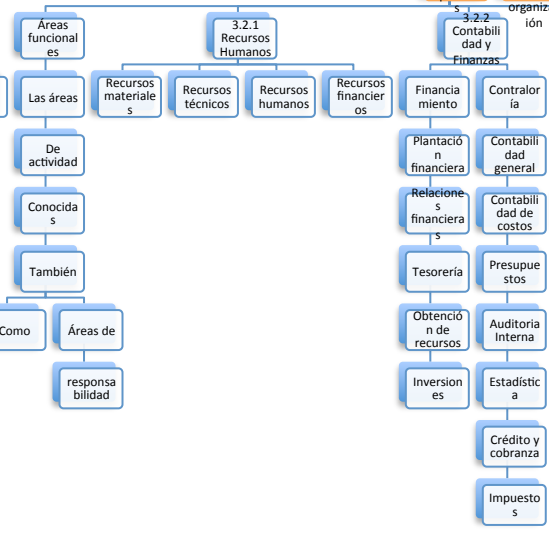 s
organiza
ión
Áreas
funcional
es
3.2.1
Recursos
Humanos
3.2.2
Contabili
dad y
Finanzas
Las áreas
Recursos
materiale
s
Recursos
técnicos
Recursos
humanos
Recursos
financier
os
Financia
miento
Contralor
ía
De
actividad
Plantació
n
financiera
Contabili
dad
general
Conocida
s
Relacione
s
financiera
s
Contabili
dad de
costos
También
Tesorería
Presupue
stos
Como
Áreas de
Obtenció
n de
recursos
Auditoria
Interna
responsa
bilidad
Inversion
es
Estadístic
a
Crédito y
cobranza
Impuesto
s